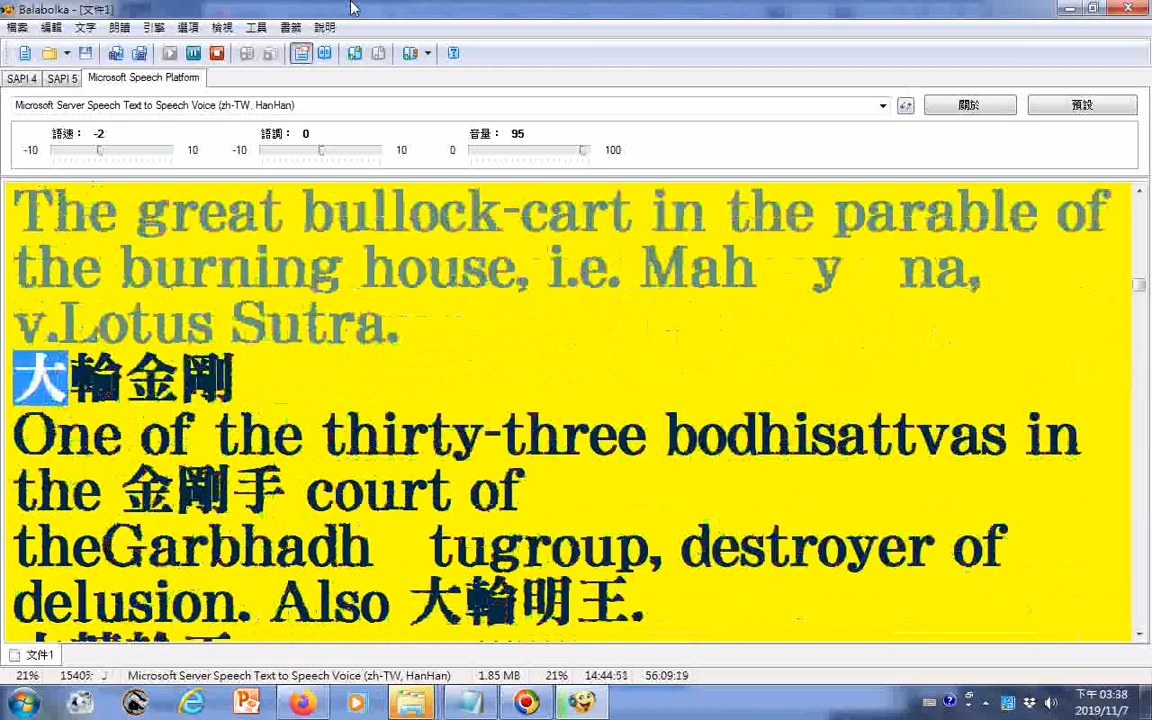 Balabolka - [文件1]
檔案 編輯 文字 朗讀 引擎 選項 檢視 工具 書籤 說明
SAPI 4 SAPI 5 Microsoft Speech Platform
Microsoft Server Speech Text to Speech Voice (zh-TW, HanHan) 關於 預設
語速： -2 語調： 0 音量： 95
-10 10 -10 10 0 100
The great bullock-cart in the parable of
the burning house, i.e. Mah y na,
v.Lotus Sutra.
大輪金剛
One of the thirty-three bodhisattvas in
the 金剛手 court of
theGarbhadh tugroup, destroyer of
delusion. Also 大輪明王.
文件1
21% Microsoft Server Speech Text to Speech Voice (zh-TW, HanHan) 1.85 MB 21% 14:44:51 56:09:19
下午 03:38
2019/11/7